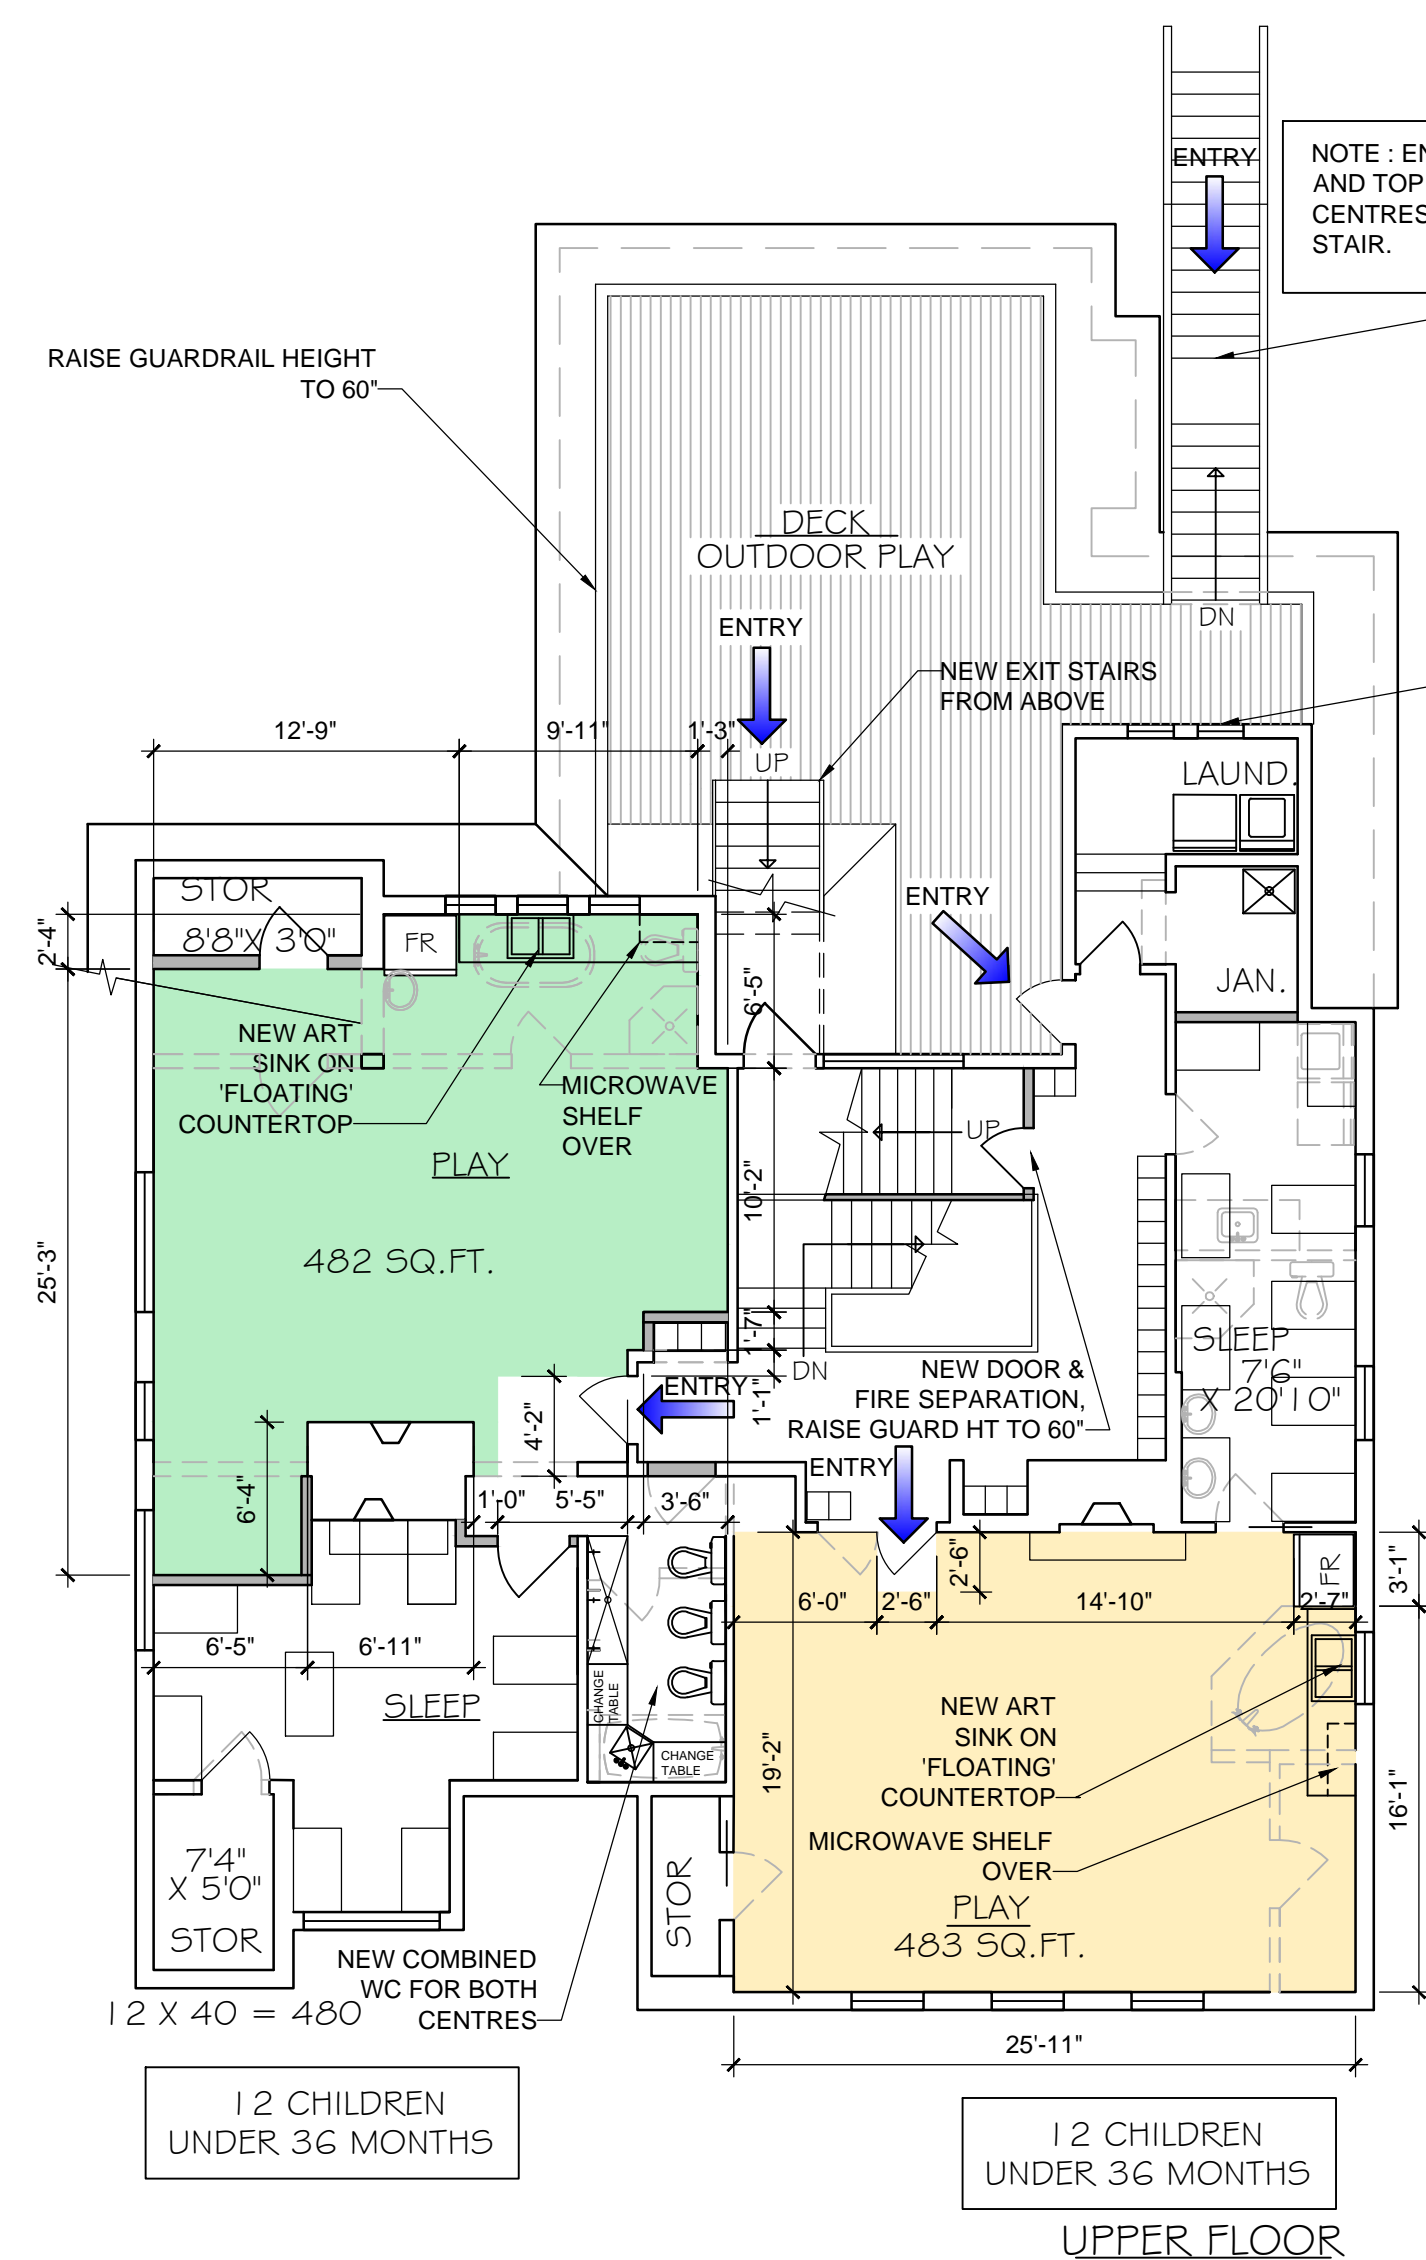 ENTRY
NOTE : EN
AND TOP
CENTRES
STAIR.
RAISE GUARDRAIL HEIGHT
TO 60"
DECK
OUTDOOR PLAY
ENTRY
DN
NEW EXIT STAIRS
FROM ABOVE
12'-9"
9'-11"
1'-3"
UP
LAUND.
STOR
8'8"X 3'0"
FR
ENTRY
2'-4"
6'-5"
JAN.
NEW ART
SINK ON
'FLOATING'
COUNTERTOP
MICROWAVE
SHELF
OVER
UP
PLAY
10'-2"
482 SQ.FT.
25'-3"
1'-7"
SLEEP
7'6"
X 20'10"
DN
NEW DOOR &
FIRE SEPARATION,
RAISE GUARD HT TO 60"
ENTRY
1'-1"
4'-2"
ENTRY
6'-4"
1'-0"
5'-5"
3'-6"
2'-6"
FR
3'-1"
6'-0"
2'-6"
14'-10"
2'-7"
6'-5"
6'-11"
CHANGE
TABLE
SLEEP
NEW ART
SINK ON
'FLOATING'
COUNTERTOP
CHANGE
TABLE
19'-2"
16'-1"
MICROWAVE SHELF
OVER
7'4"
X 5'0"
STOR
STOR
PLAY
483 SQ.FT.
NEW COMBINED
WC FOR BOTH
CENTRES
12 X 40 = 480
25'-11"
12 CHILDREN
UNDER 36 MONTHS
12 CHILDREN
UNDER 36 MONTHS
UPPER FLOOR